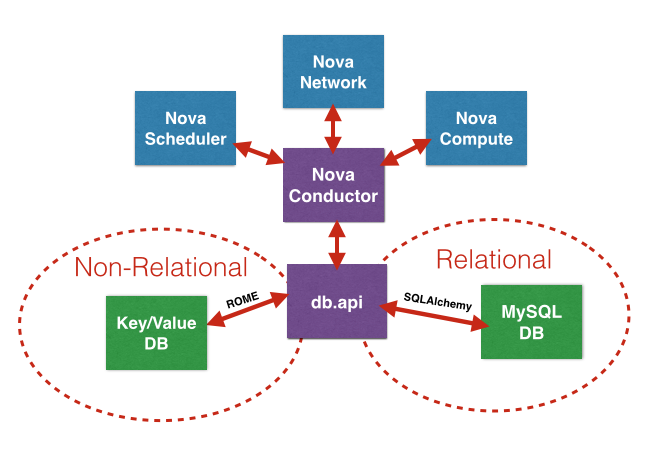 Nova
Network
Nova
Scheduler
Nova
Compute
Nova
Conductor
Non-Relational
Relational
db.api
ROME
SQLAlchemy
Key/Value
DB
MySQL
DB